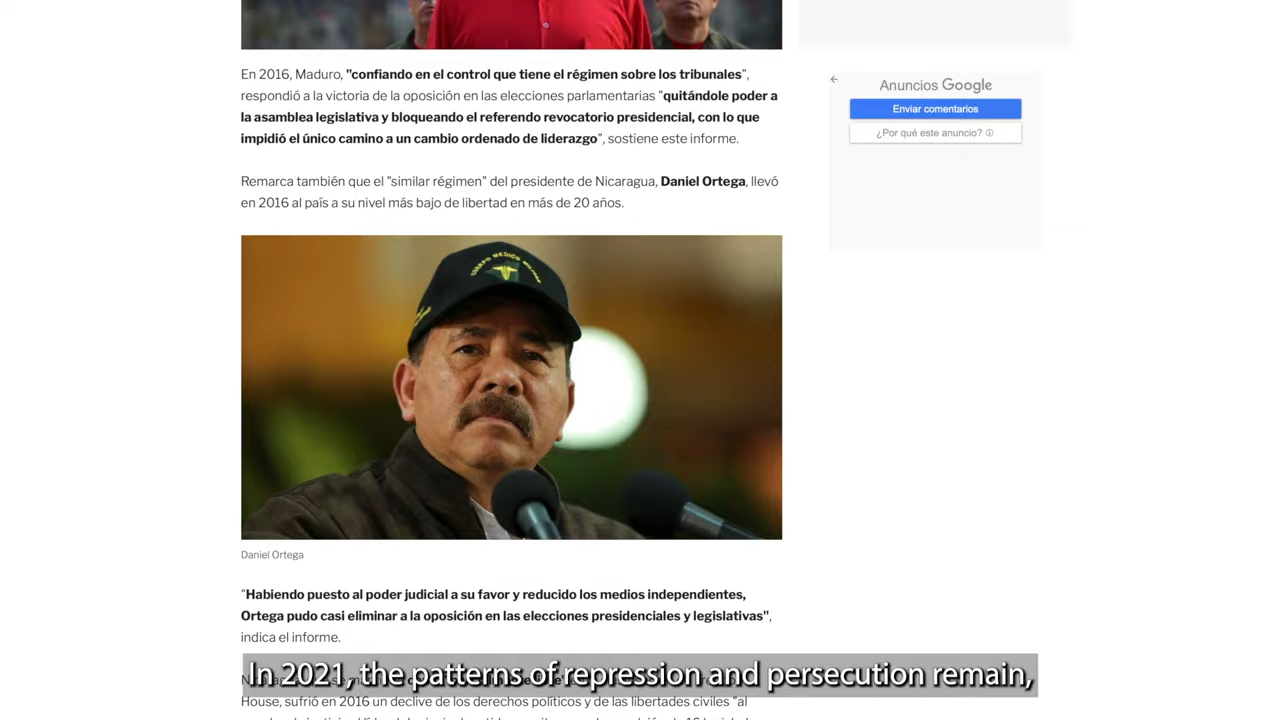 En 2016, Maduro, "confiando en el control que tiene el régimen sobre los tribunales",
respondió a la victoria de la oposición en las elecciones parlamentarias "quitándole poder a
la asamblea legislativa y bloqueando el referendo revocatorio presidencial, con lo que
impidió el único camino a un cambio ordenado de liderazgo", sostiene este informe.
Remarca también que el "similar régimen" del presidente de Nicaragua, Daniel Ortega, llevó
en 2016 al país a su nivel más bajo de libertad en más de 20 años.
CUERPO MEDICO MILITAR
Daniel Ortega
"Habiendo puesto al poder judicial a su favor y reducido los medios independientes,
Ortega pudo casi eliminar a la oposición en las elecciones presidenciales y legislativas",
indica el informe.
In 2021, the patterns of repression and persecution remain,
House, sufrió en 2016 un declive de los derechos políticos y de las libertades civiles "al
Anuncios Google
Enviar comentarios
¿Por qué este anuncio?